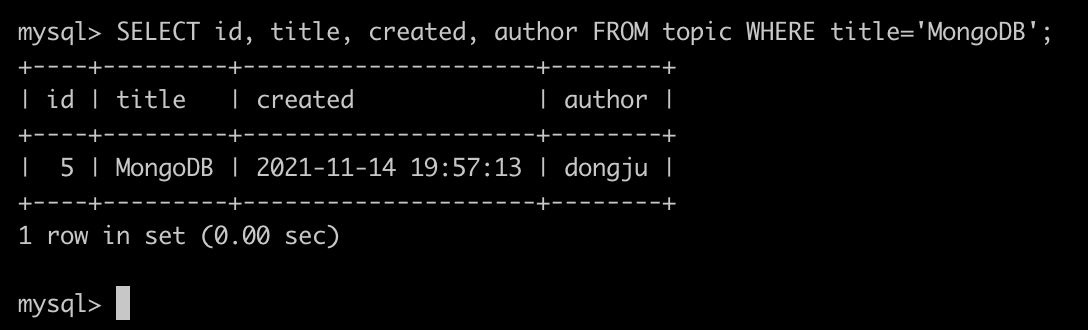 mysql> SELECT id, title, created, author FROM topic WHERE title='MongoDB';
+----+---------+---------------------+--------+
| id | title   | created             | author |
+----+---------+---------------------+--------+
|  5 | MongoDB | 2021-11-14 19:57:13 | dongju |
+----+---------+---------------------+--------+
1 row in set (0.00 sec)
mysql>